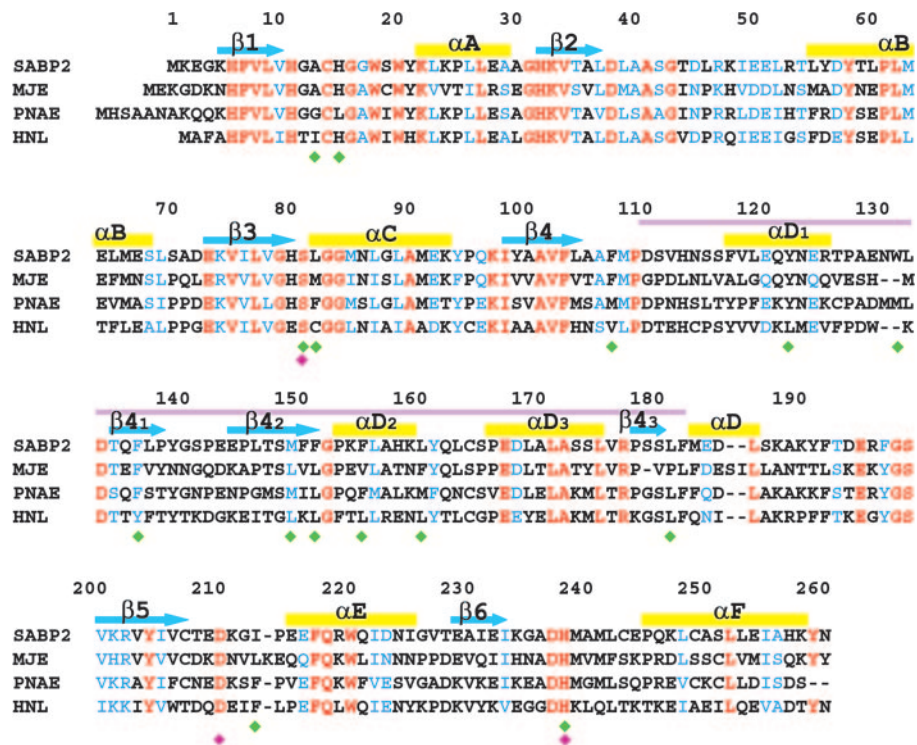 1 10 20 30 40 50 60
β1 αA β2 αB
SABP2 MKEGKHFVLVHGACHGGWSWYKLKPLLEAAGHKVTALDLAASGTDLRKIEELRTLYDYTLPLM
MJE MEKGDKNHFVLVHGACHGAWCWYKVVTILRSEGHKVSVLDMAASGINPKHVDDLNSMADYNEPLM
PNAE MHSAANAKQQKHFVLVHGGCLGAWIWYKLKPLLESAGHKVTAVDLSAAGINPRRLDEIHTFRDYSEPLM
HNL MAFAHFVLIHTICHGAWIWHKLKPLLEALGHKVTAVDLAASGVDPRQIEEIGSFDEYSEPLL
70 80 90 100 110 120 130
αB β3 αC β4 αD1
SABP2 ELMESLSADEKVILVGHSLGGMNLGLAMEKYPQKIYAAVFLAAFMPDSVHNSSFVLEQYNERTPAENWL
MJE EFMNSLPQLERVVLVGHSMGGINISLAMEKFPQKIVVAVFVTAFMPGPDLNLVALGQQYNQQVESH--M
PNAE EVMASIPPDEKVVLLGHSFGGMSLGLAMETYPEKISVAVFMSAMMPDPNHSLTYPFEKYNEKCPADMML
HNL TFLEALPPGEKVILVGESCGGLNIAIAADKYCEKIAAAVFHNSVLPDTEHCPSYVVDKLMEVFPDW--K
140 150 160 170 180 190
β41 β42 αD2 αD3 β43 αD
SABP2 DTQFLPYGSPEEPLTSMFFGPKFLAHKLYQLCSPEDLALASSLVRPSSLFMED--LSKAKYFTDERFGS
MJE DTEFVYNNGQDKAPTSLVLGPEVLATNFYQLSPPEDLTLATYLVRP-VPLFDESILLANTTLSKEKYGS
PNAE DSQFSTYGNPENPGMSMILGPQFMALKMFQNCSVEDLELAKMLTRPGSLFFQD--LAKAKKFSTERYGS
HNL DTTYFTYTKDGKEITGLKLGFTLLRENLYTLCGPEEYELAKMLTRKGSLFQNI--LAKRPFFTKEGYGS
200 210 220 230 240 250 260
β5 αE β6 αF
SABP2 VKRVYIVCTEDKGI-PEEFQRWQIDNIGVTEAIEIKGADHMAMLCEPQKLCASLLEIAHKYN
MJE VHRVYVVCDKDNVLKEQQFQKWLINNNPPDEVQIIHNADHMVMFSKPRDLSSCLVMISQKYY
PNAE VKRAYIFCNEDKSF-PVEFQKWFVESVGADKVKEIKEADHMGMLSQPREVCKCLLDISDS--
HNL IKKIYVWTDQDEIF-LPEFQLWQIENYKPDKVYKVEGGDHKLQLTKTKEIAEILQEVADTYN